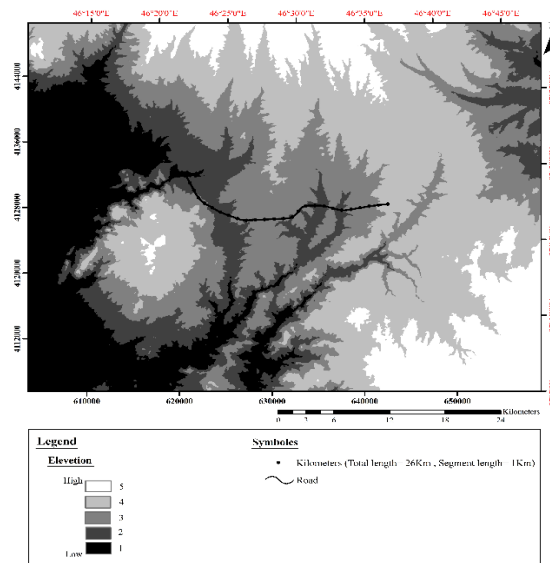 46°15'0"E 46°20'0"E 46°25'0"E 46°30'0"E 46°35'0"E 46°40'0"E 46°45'0"E
4144000
4136000
4128000
4120000
4112000
610000 620000 630000 640000 650000
0 3 6 12 18 24
Kilometers
Legend
Elevetion
High 5
4
3
2
Low 1
Symboles
Kilometers (Total length = 26Km , Segment length = 1Km)
Road